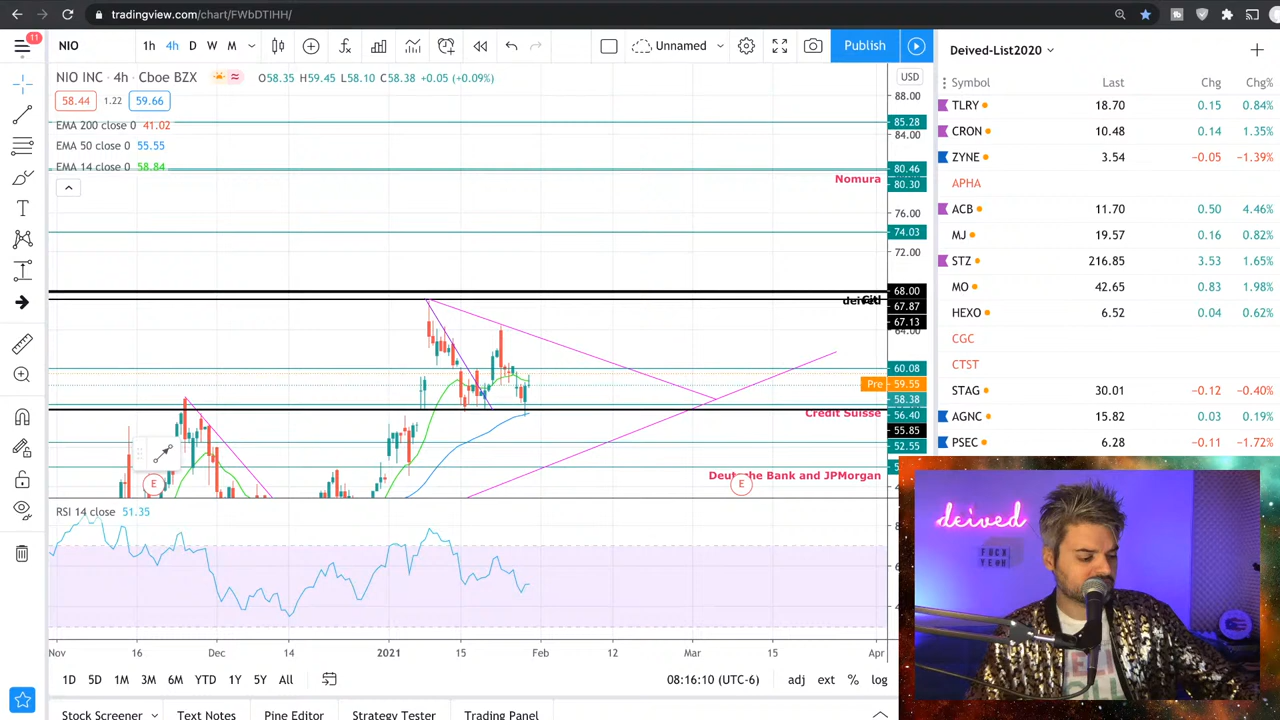 tradingview.com/chart/FWbDTIHH/
11
NIO
1h 4h D W M
Unnamed
Publish
Deived-List2020
NIO INC · 4h · Cboe BZX
O58.35 H59.45 L58.10 C58.38 +0.05 (+0.09%)
58.44 1.22 59.66
EMA 200 close 0 41.02
EMA 50 close 0 55.55
EMA 14 close 0 58.84
USD
88.00
85.28
84.00
80.46
80.30
Nomura
76.00
74.03
72.00
68.00
deived
67.87
67.13
64.00
60.08
Pre 59.55
58.38
Credit Suisse
56.40
55.85
52.55
Deutsche Bank and JPMorgan
E
E
RSI 14 close 51.35
Nov 16 Dec 14 2021 15 Feb 12 Mar 15 Apr
1D 5D 1M 3M 6M YTD 1Y 5Y All
08:16:10 (UTC-6) adj ext % log
Stock Screener Text Notes Pine Editor Strategy Tester Trading Panel
Symbol Last Chg Chg%
TLRY 18.70 0.15 0.84%
CRON 10.48 0.14 1.35%
ZYNE 3.54 −0.05 −1.39%
APHA
ACB 11.70 0.50 4.46%
MJ 19.57 0.16 0.82%
STZ 216.85 3.53 1.65%
MO 42.65 0.83 1.98%
HEXO 6.52 0.04 0.62%
CGC
CTST
STAG 30.01 −0.12 −0.40%
AGNC 15.82 0.03 0.19%
PSEC 6.28 −0.11 −1.72%
deived
FUCK
YEAH